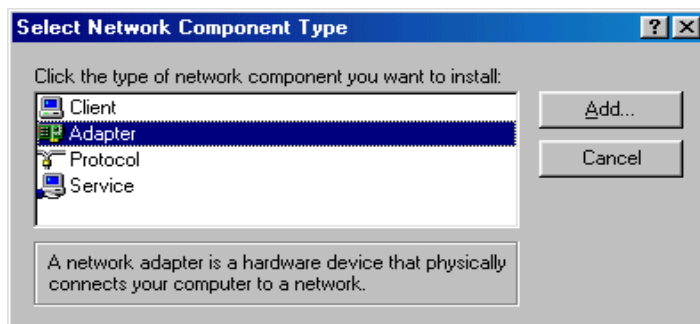 Select Network Component Type
Click the type of network component you want to install:
Client
Adapter
Protocol
Service
Add...
Cancel
A network adapter is a hardware device that physically
connects your computer to a network.